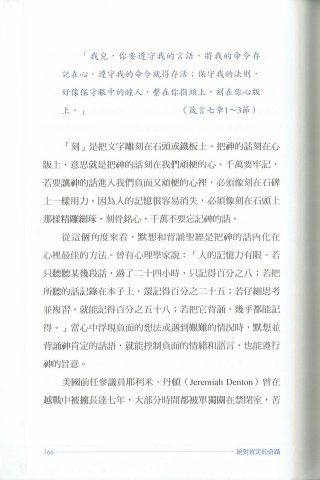 「我兒，你要遵守我的言語，將我的命令存
記在心。遵守我的命令就得存活；保守我的法則，
好像保守眼中的瞳人，繫在你指頭上，刻在你心版
上。」（箴言七章1～3節）
「刻」是把文字雕刻在石頭或鐵板上。把神的話刻在心
版上，意思就是把神的話刻在我們頑梗的心。千萬要牢記，
若要讓神的話進入我們負面又頑梗的心裡，必須像刻在石碑
上一樣用力。因為人的記憶很容易消失，必須像刻在石頭上
那樣精雕細琢，刻骨銘心，千萬不要忘記神的話。
從這個角度來看，默想和背誦聖經是把神的話內化在
心裡最佳的方法。曾有心理學家說：「人的記憶力有限。若
只聽聽某幾段話，過了二十四小時，只記得百分之八；若把
所聽的話記錄在本子上，還記得百分之二十五；若仔細思考
並複習，就能記得百分之五十八；若把它背誦，幾乎都能記
得。」當心中浮現負面的想法或遇到艱難的情況時，默想並
背誦神肯定的話語，就能控制負面的情緒和語言，也能遵行
神的旨意。
美國前任參議員耶利米．丹頓（Jeremiah Denton）曾在
越戰中被擄長達七年，大部分時間都被單獨關在禁閉室，苦
166
絕對肯定的奇蹟